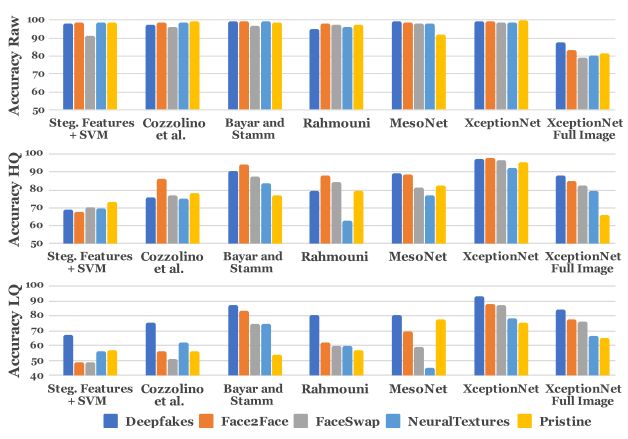 Accuracy Raw
100
90
80
70
60
50
Steg. Features + SVM
Cozzolino et al.
Bayar and Stamm
Rahmouni
MesoNet
XceptionNet
XceptionNet Full Image
Accuracy HQ
100
90
80
70
60
50
Steg. Features + SVM
Cozzolino et al.
Bayar and Stamm
Rahmouni
MesoNet
XceptionNet
XceptionNet Full Image
Accuracy LQ
100
90
80
70
60
50
40
Steg. Features + SVM
Cozzolino et al.
Bayar and Stamm
Rahmouni
MesoNet
XceptionNet
XceptionNet Full Image
Deepfakes Face2Face FaceSwap NeuralTextures Pristine